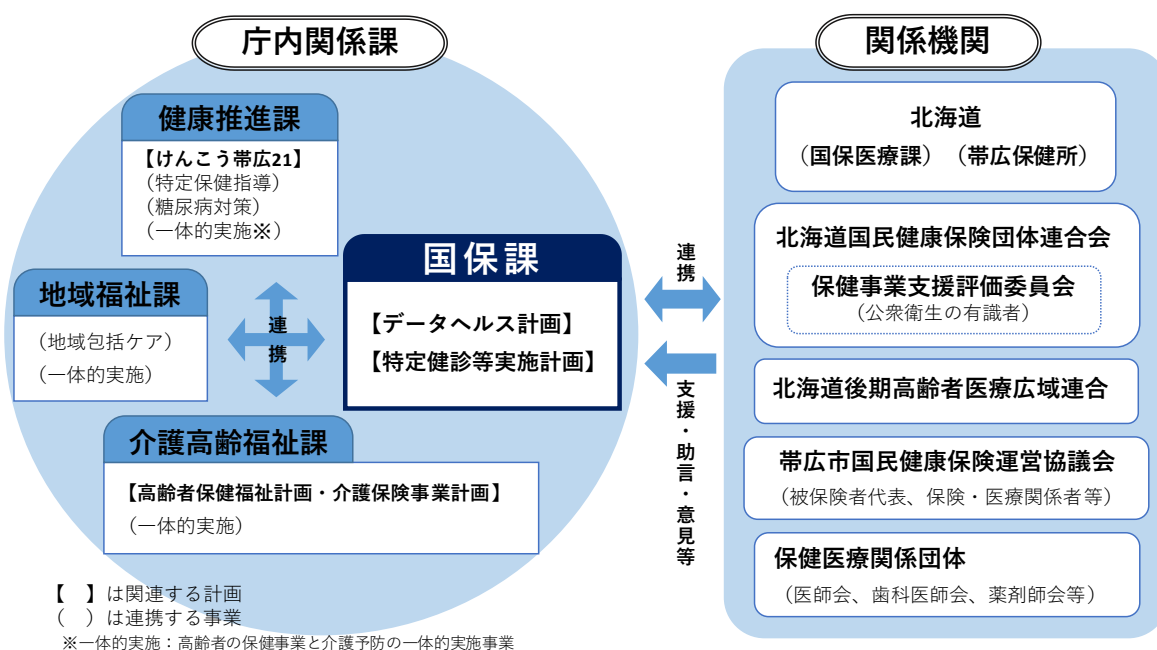 庁内関係課
健康推進課
【けんこう帯広21】
（特定保健指導）
（糖尿病対策）
（一体的実施※）
国保課
【データヘルス計画】
【特定健診等実施計画】
地域福祉課
（地域包括ケア）
（一体的実施）
連携
介護高齢福祉課
【高齢者保健福祉計画・介護保険事業計画】
（一体的実施）
【　】は関連する計画
（　）は連携する事業
※一体的実施：高齢者の保健事業と介護予防の一体的実施事業
連携
支援・助言・意見等
関係機関
北海道
（国保医療課）（帯広保健所）
北海道国民健康保険団体連合会
保健事業支援評価委員会
（公衆衛生の有識者）
北海道後期高齢者医療広域連合
帯広市国民健康保険運営協議会
（被保険者代表、保険・医療関係者等）
保健医療関係団体
（医師会、歯科医師会、薬剤師会等）